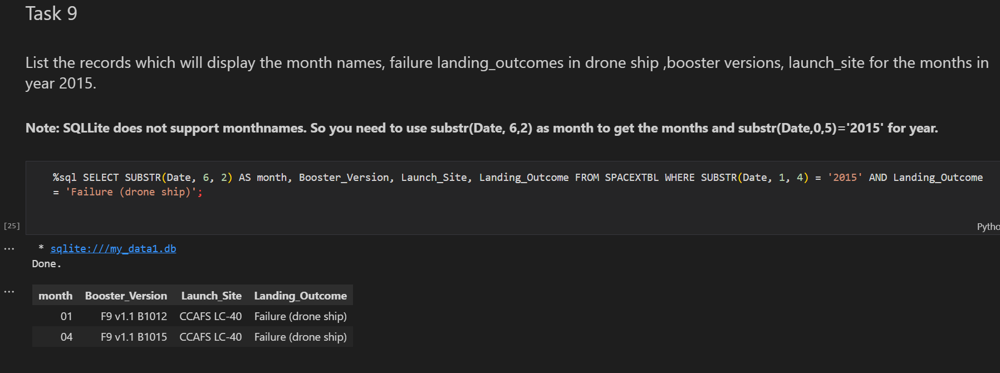 Task 9
List the records which will display the month names, failure landing_outcomes in drone ship ,booster versions, launch_site for the months in
year 2015.
Note: SQLLite does not support monthnames. So you need to use substr(Date, 6,2) as month to get the months and substr(Date,0,5)='2015' for year.
%sql SELECT SUBSTR(Date, 6, 2) AS month, Booster_Version, Launch_Site, Landing_Outcome FROM SPACEXTBL WHERE SUBSTR(Date, 1, 4) = '2015' AND Landing_Outcome
= 'Failure (drone ship)';
[25]
Pytho
... * sqlite:///my_data1.db
Done.
...
month Booster_Version Launch_Site Landing_Outcome
01 F9 v1.1 B1012 CCAFS LC-40 Failure (drone ship)
04 F9 v1.1 B1015 CCAFS LC-40 Failure (drone ship)